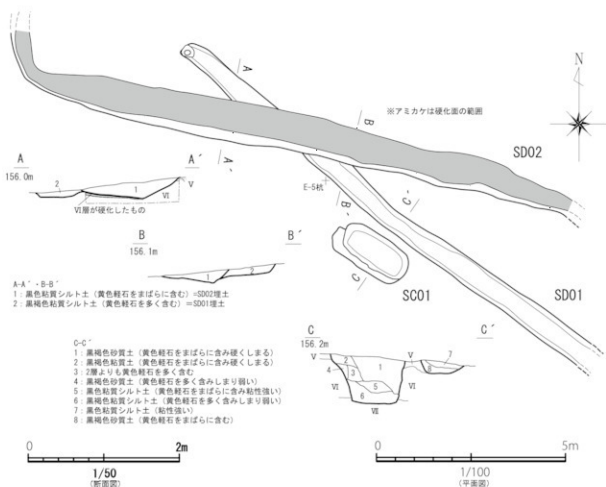 N
A
※アミカケは硬化面の範囲
B
SD02
A
A´
156.0m
A´
E-5杭
B´
C´
2
1
V
VI
VI層が硬化したもの
B
B´
156.1m
1
2
C
SC01
SD01
A-A´・B-B´
1:黒色粘質シルト土(黄色軽石をまばらに含む)=SD02埋土
2:黒褐色粘質シルト土(黄色軽石を多く含む)=SD01埋土
C
C´
156.2m
V
2
1
V
7
4
3
8
VI
5
VI
6
VII
C-C´
1:黒褐色砂質土(黄色軽石をまばらに含み硬くしまる)
2:黒褐色粘質土(黄色軽石をまばらに含み硬くしまる)
3:2層よりも黄色軽石を多く含む
4:黒褐色砂質土(黄色軽石を多く含みしまり弱い)
5:黒色粘質シルト土(黄色軽石をまばらに含み粘性強い)
6:黒褐色粘質シルト土(黄色軽石を多く含みしまり弱い)
7:黒色粘質シルト土(粘性強い)
8:黒褐色砂質土(黄色軽石をまばらに含む)
0
2m
1/50
(断面図)
0
5m
1/100
(平面図)